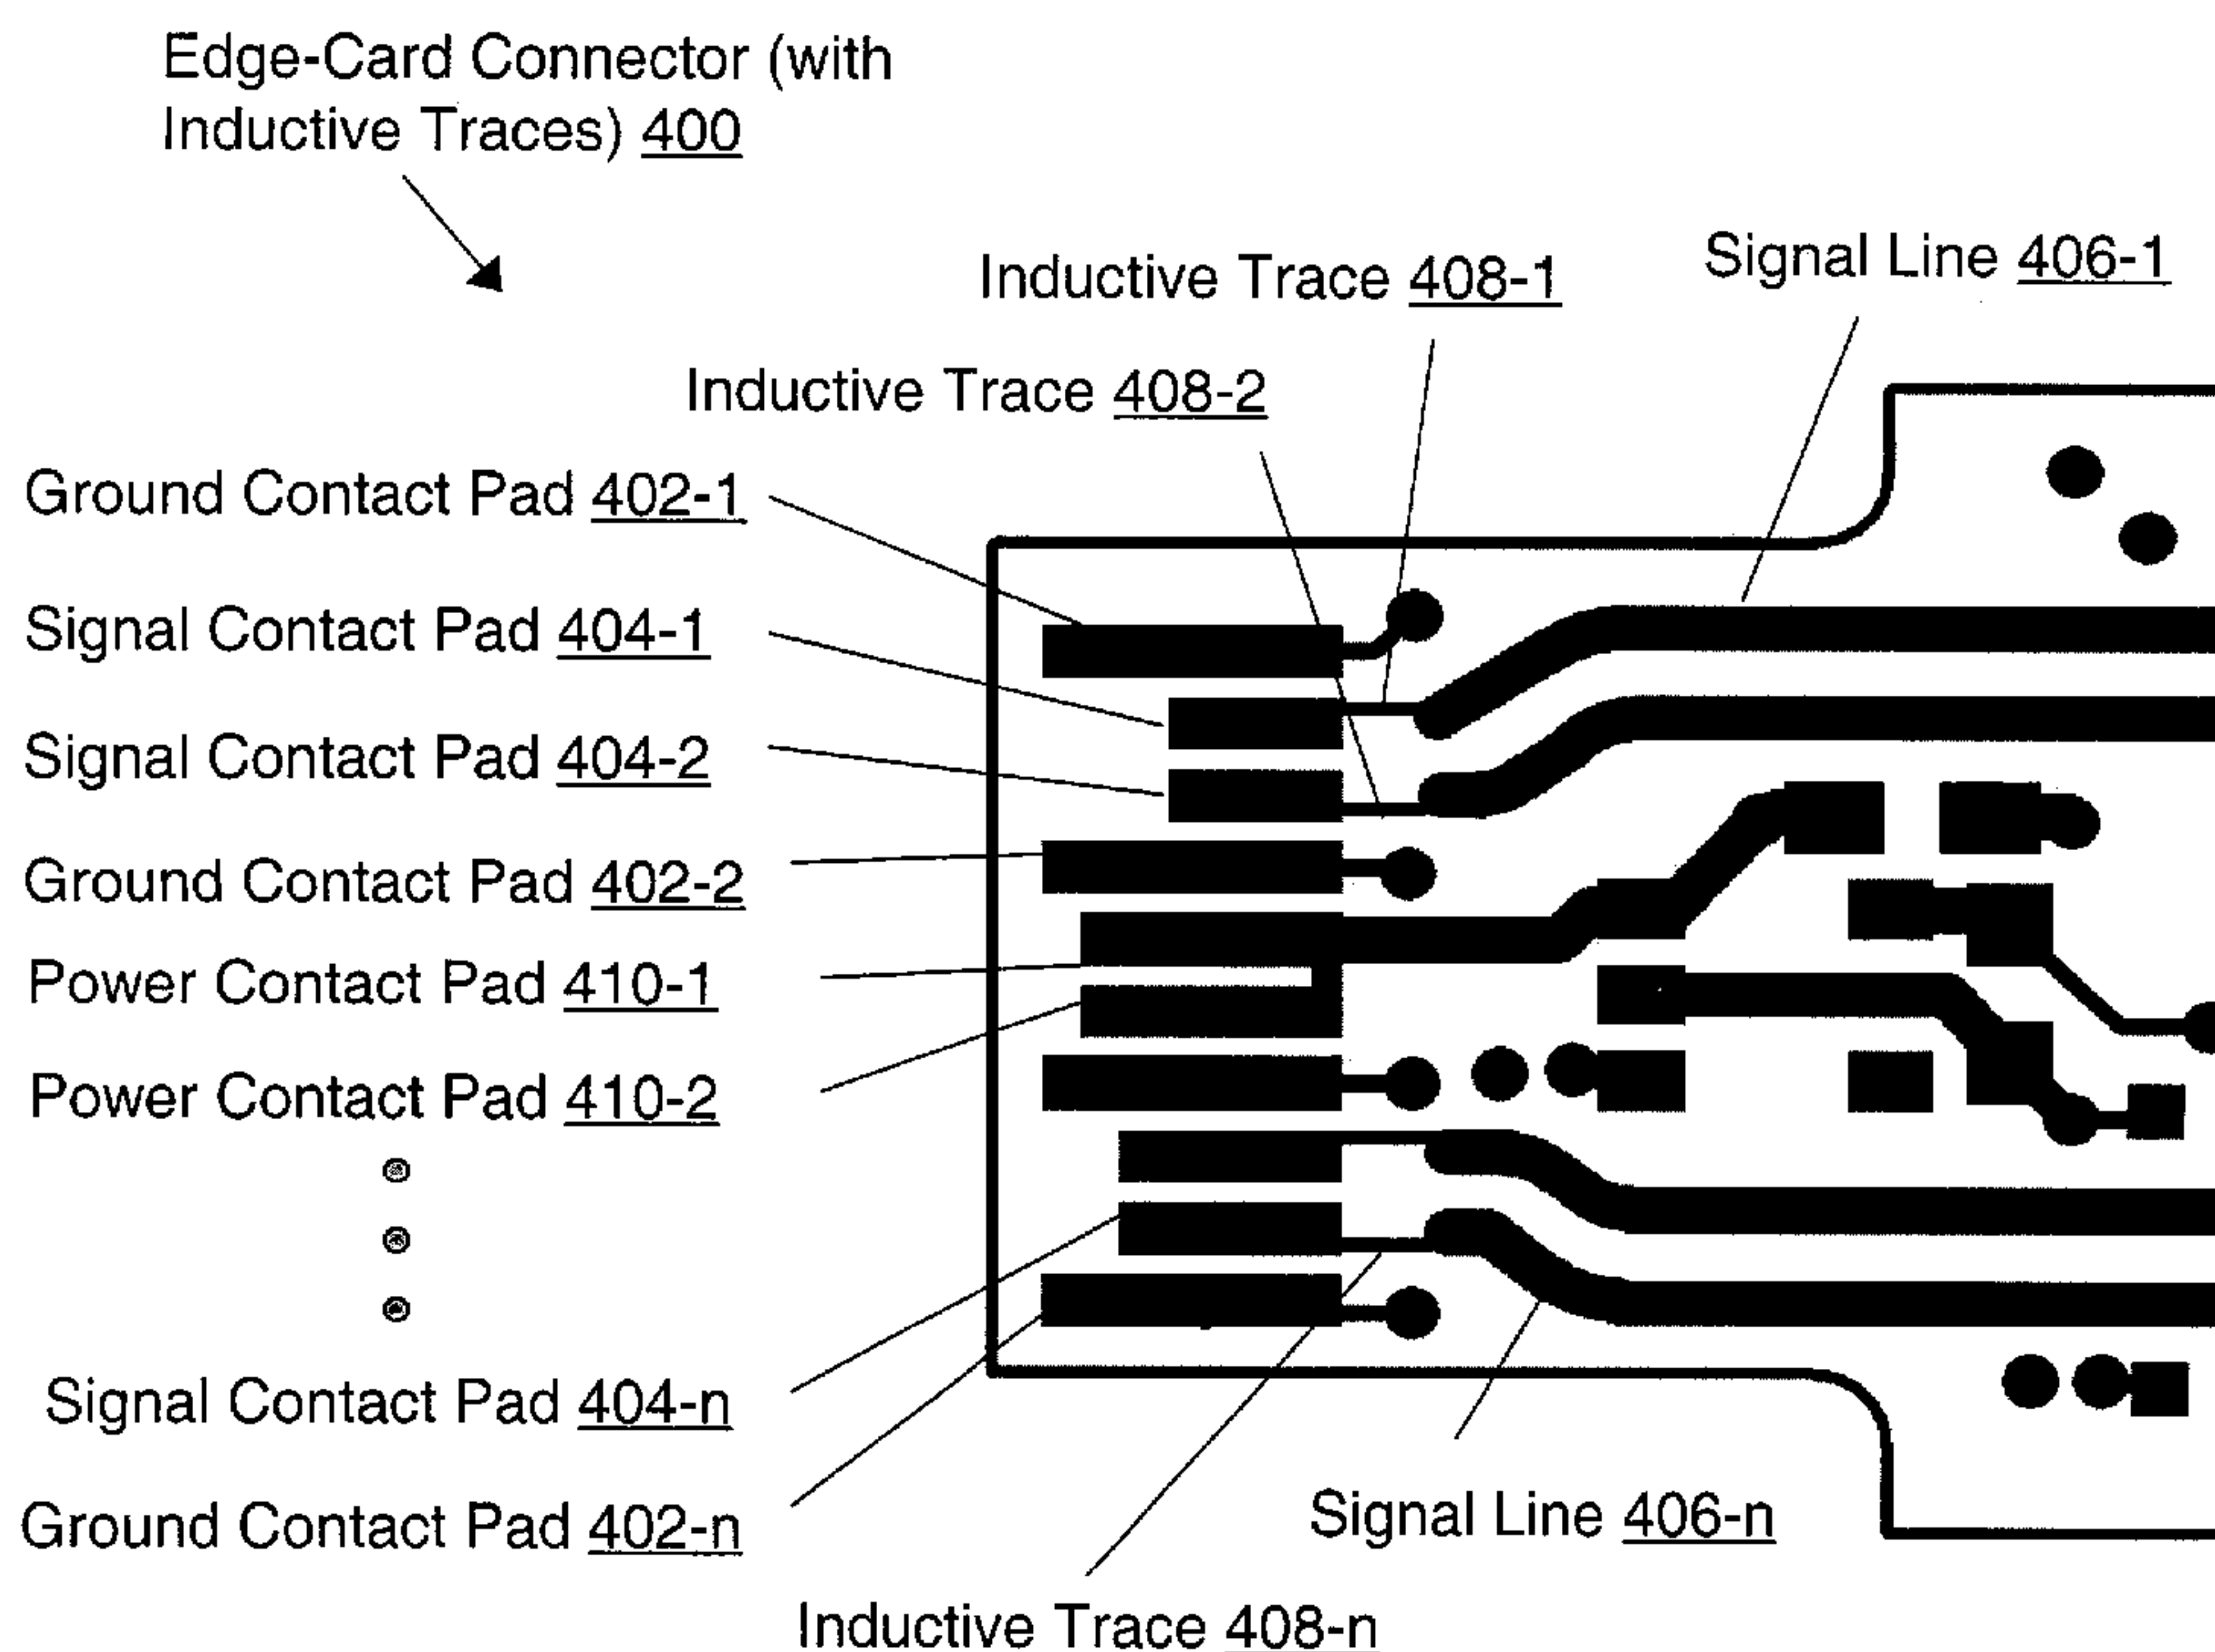 Edge-Card Connector (with
Inductive Traces) 400
Signal Line 406-1
Inductive Trace 408-1
Inductive Trace 408-2
Ground Contact Pad 402-1
Signal Contact Pad 404-1
Signal Contact Pad 404-2
Ground Contact Pad 402-2
Power Contact Pad 410-1
Power Contact Pad 410-2
Signal Contact Pad 404-n
Ground Contact Pad 402-n
Signal Line 406-n
Inductive Trace 408-n